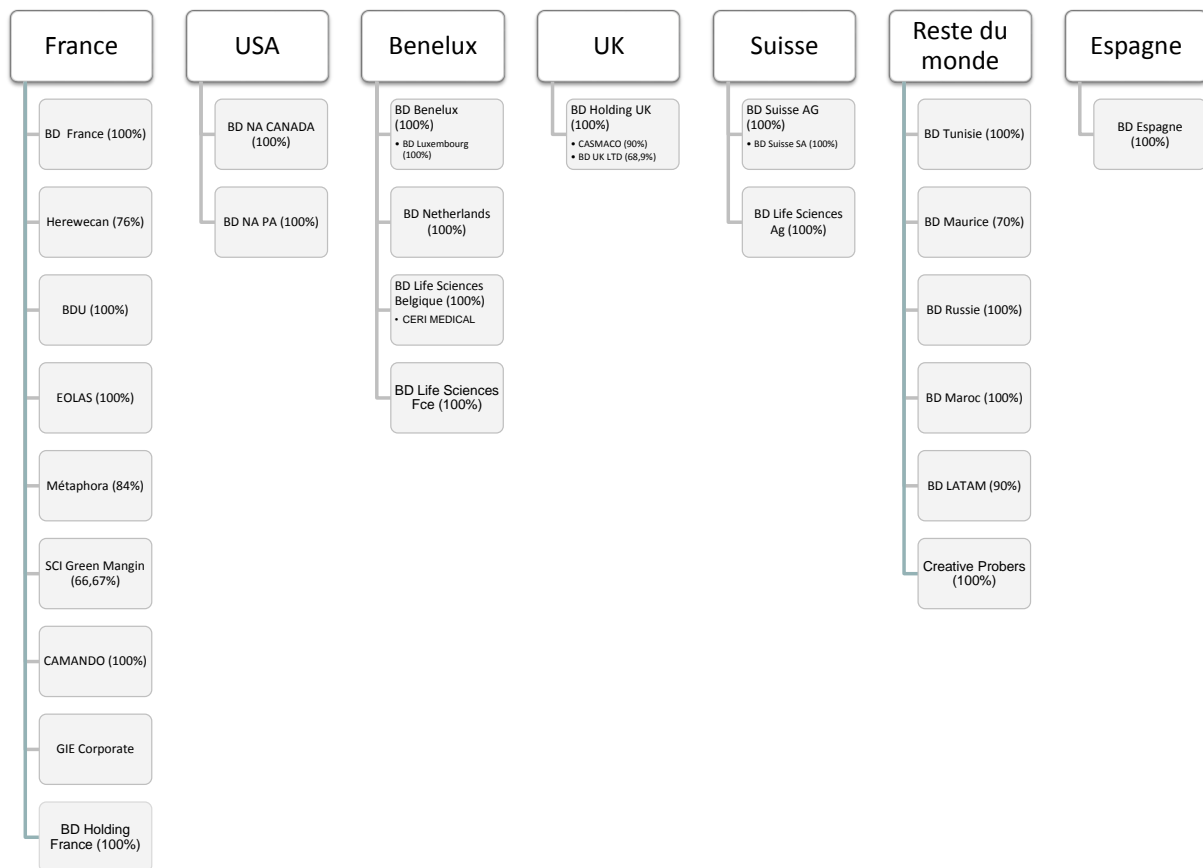 France
BD  France (100%)
Herewecan (76%)
BDU (100%)
EOLAS (100%)
Métaphora (84%)
SCI Green Mangin
(66,67%)
CAMANDO (100%)
GIE Corporate
BD Holding
France (100%)
USA
BD NA CANADA
(100%)
BD NA PA (100%)
Benelux
BD Benelux
(100%)
• BD Luxembourg
(100%)
BD Netherlands
(100%)
BD Life Sciences
Belgique (100%)
• CERI MEDICAL
BD Life Sciences
Fce (100%)
UK
BD Holding UK
(100%)
• CASMACO (90%)
• BD UK LTD (68,9%)
Suisse
BD Suisse AG
(100%)
• BD Suisse SA (100%)
BD Life Sciences
Ag (100%)
Reste du
monde
BD Tunisie (100%)
BD Maurice (70%)
BD Russie (100%)
BD Maroc (100%)
BD LATAM (90%)
Creative Probers
(100%)
Espagne
BD Espagne
(100%)